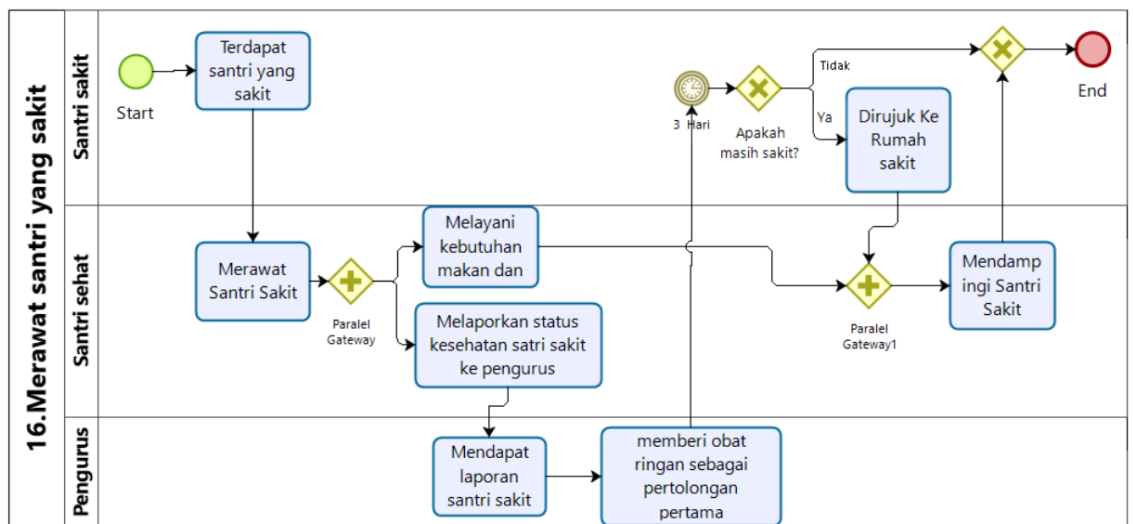 16.Merawat santri yang sakit
Santri sakit
Start
Terdapat
santri yang
sakit
3 Hari
Apakah
masih sakit?
Tidak
Ya
Dirujuk Ke
Rumah
sakit
End
Santri sehat
Merawat
Santri Sakit
Paralel
Gateway
Melayani
kebutuhan
makan dan
Melaporkan status
kesehatan satri sakit
ke pengurus
Paralel
Gateway1
Mendamp
ingi Santri
Sakit
Pengurus
Mendapat
laporan
santri sakit
memberi obat
ringan sebagai
pertolongan
pertama